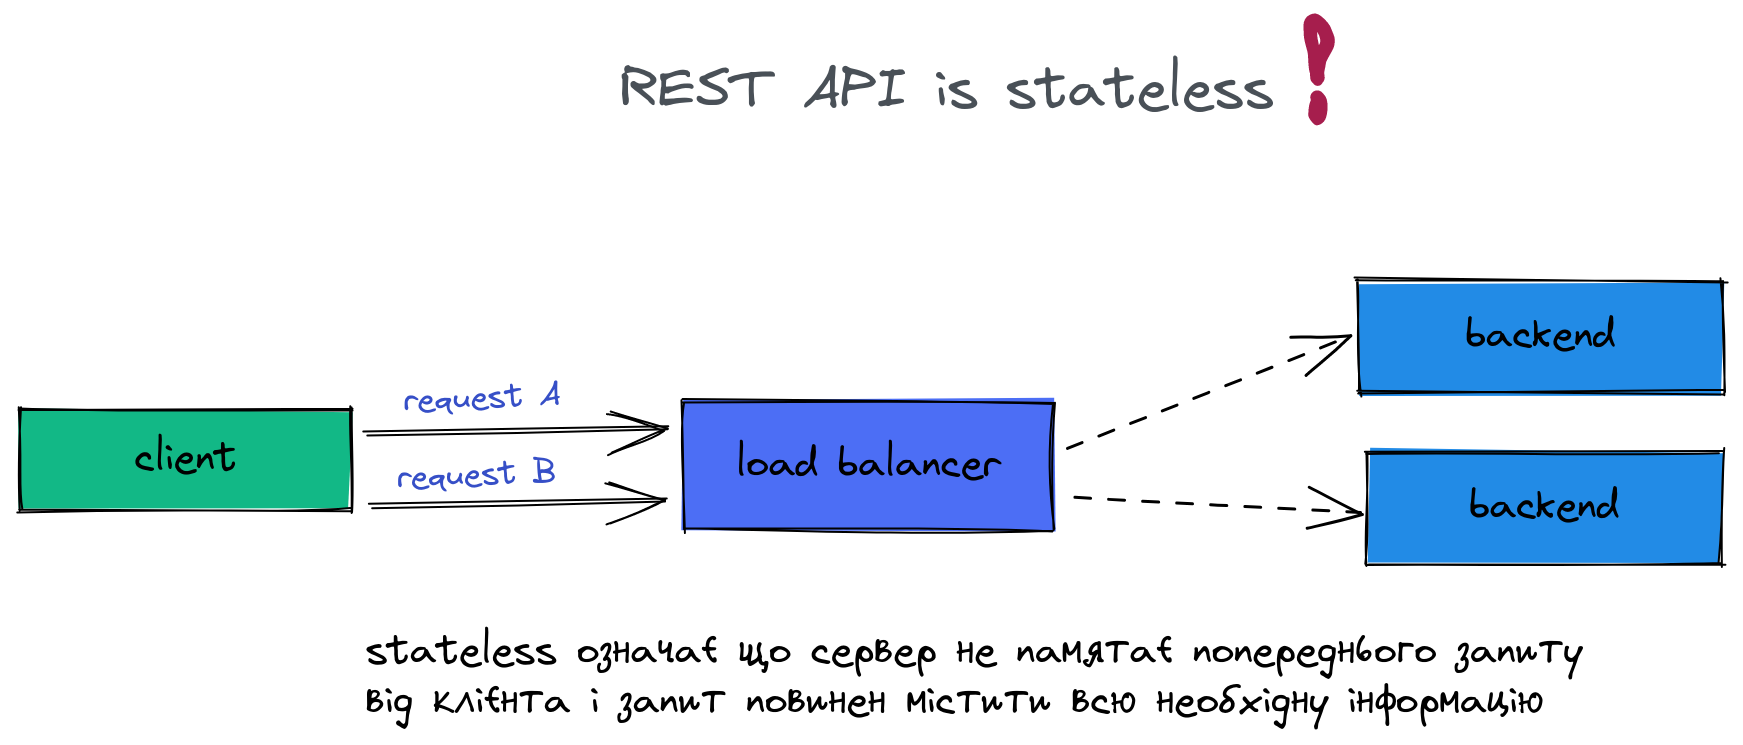 REST API is stateless!
request A
client
request B
load balancer
backend
backend
stateless означає що сервер не памятає попереднього запиту
від клієнта і запит повинен містити всю необхідну інформацію